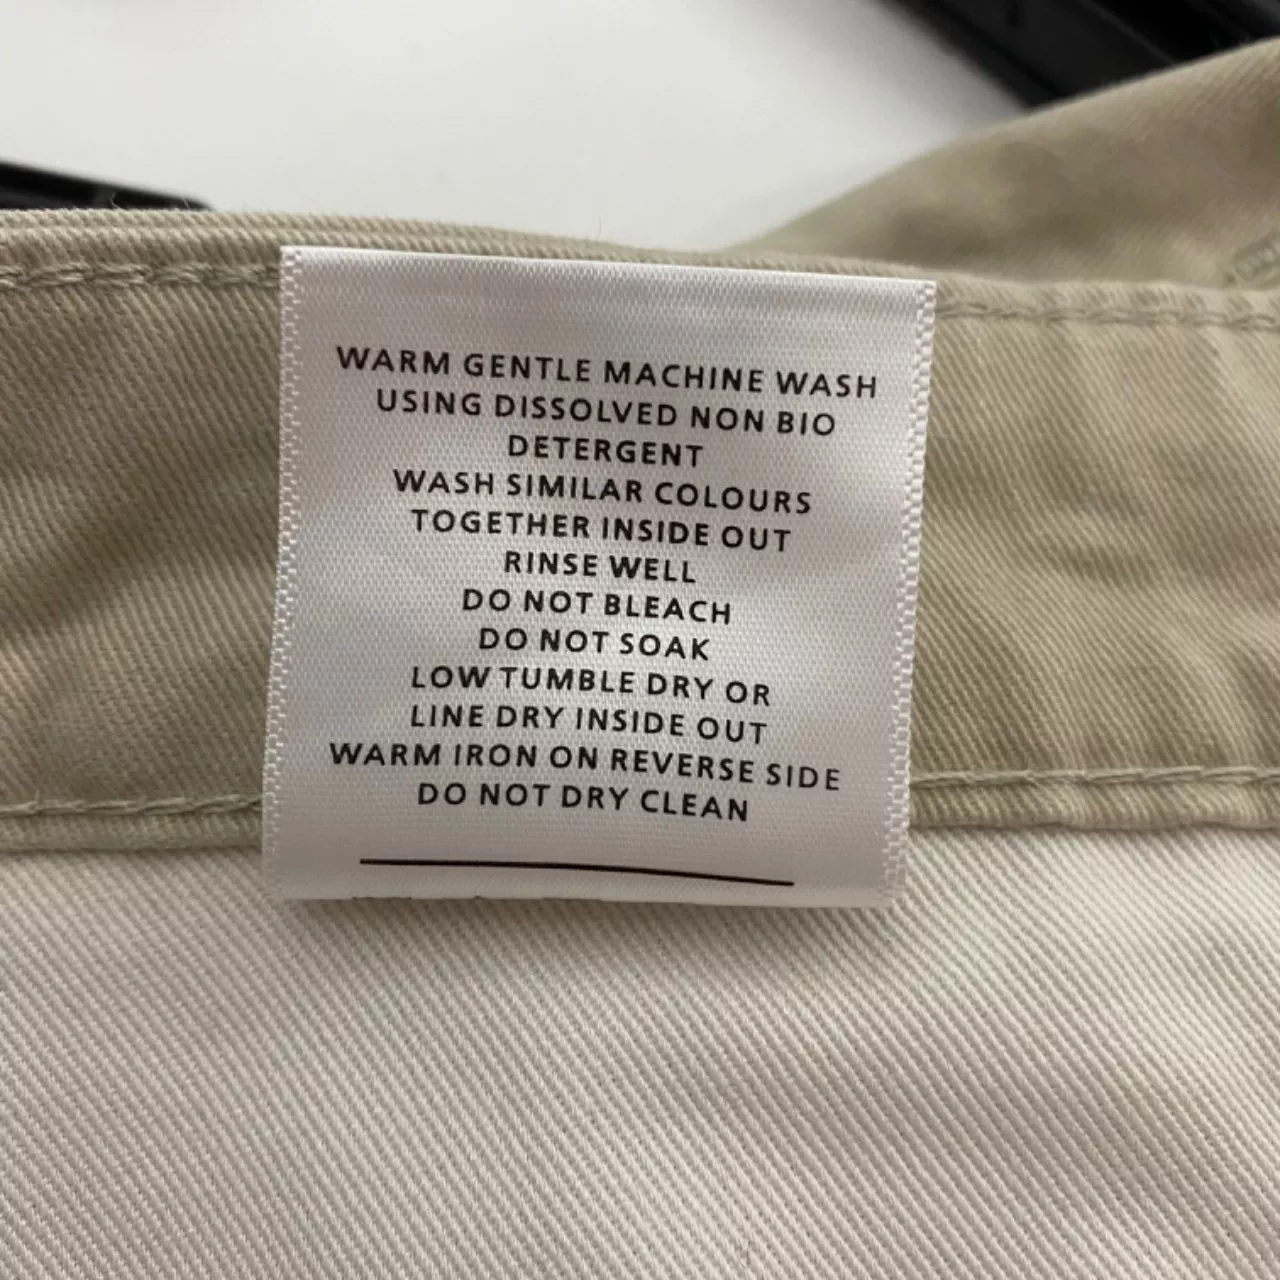 WARM GENTLE MACHINE WASH
USING DISSOLVED NON BIO
DETERGENT
WASH SIMILAR COLOURS
TOGETHER INSIDE OUT
RINSE WELL
DO NOT BLEACH
DO NOT SOAK
LOW TUMBLE DRY OR
LINE DRY INSIDE OUT
WARM IRON ON REVERSE SIDE
DO NOT DRY CLEAN